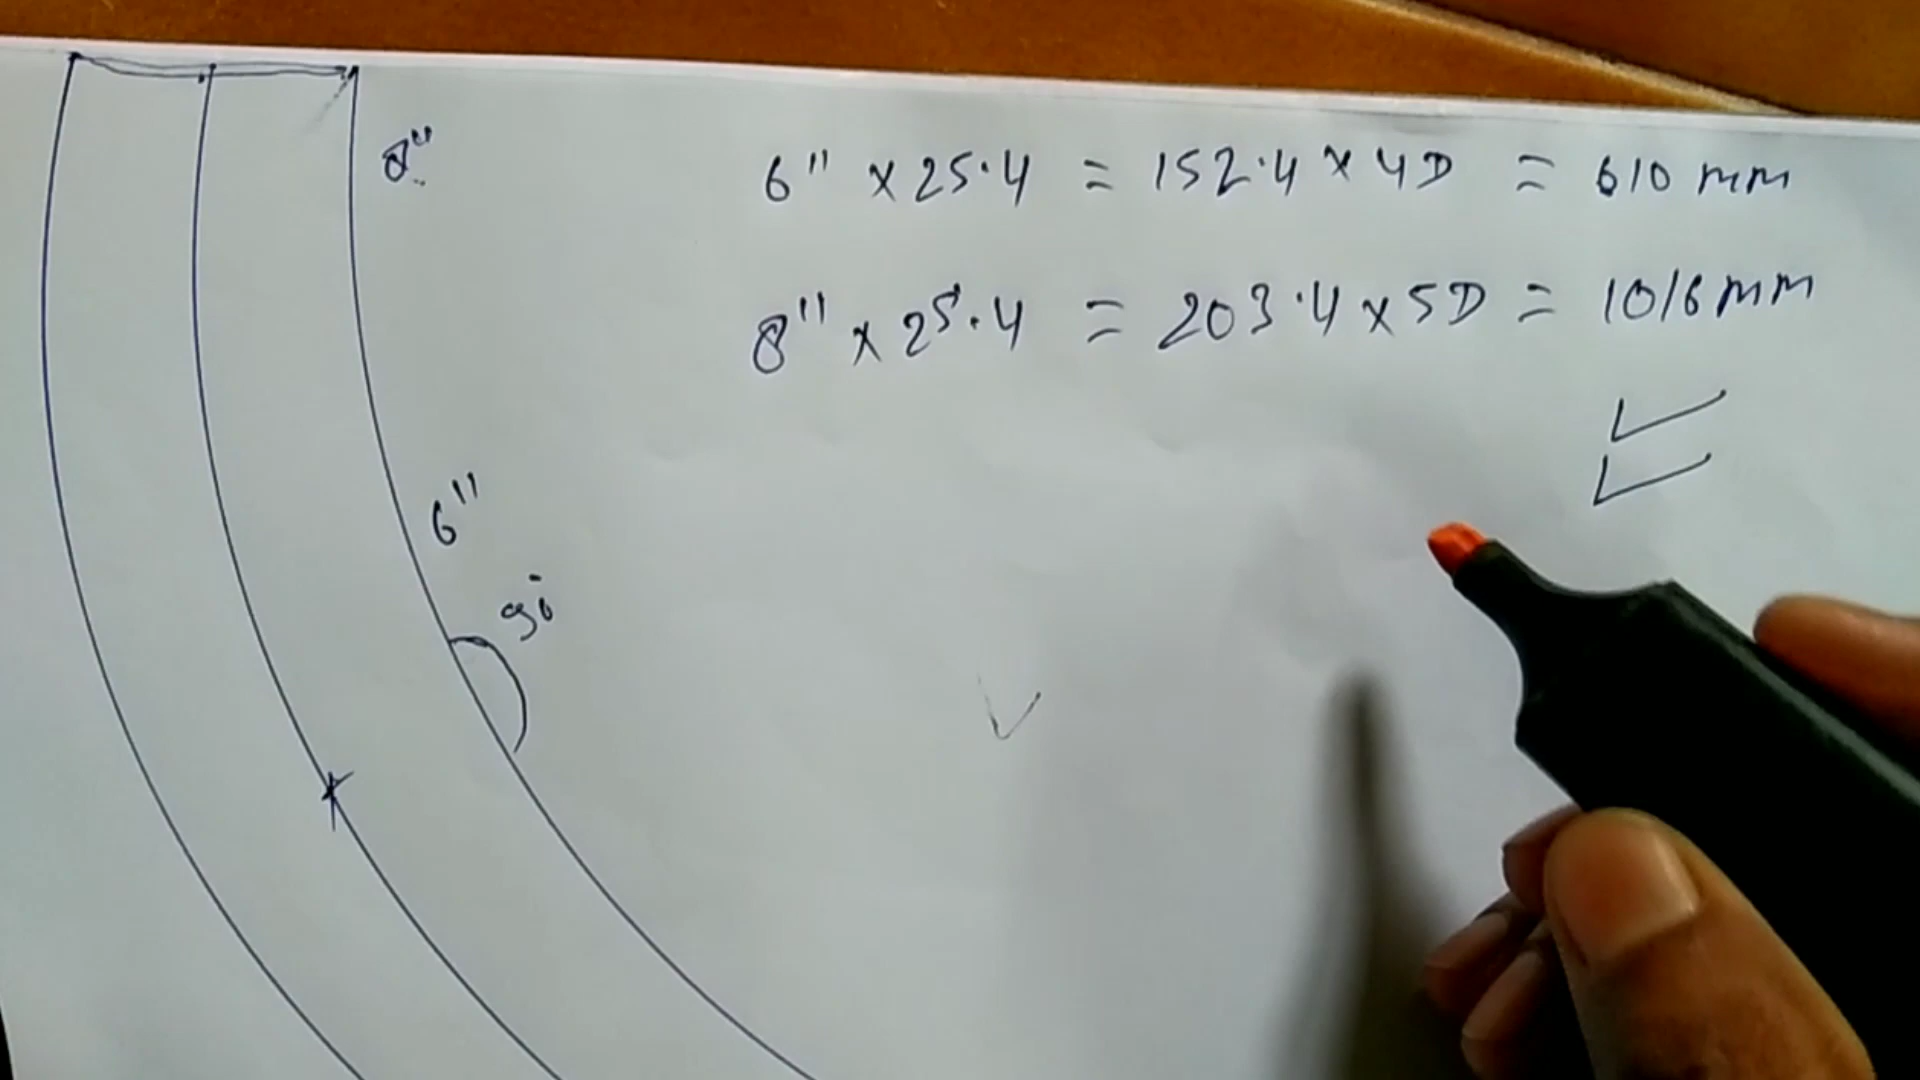 8"
6" x 25.4 = 152.4 x 4D = 610 mm
8" x 25.4 = 203.4 x 5D = 1016 mm
6"
90°